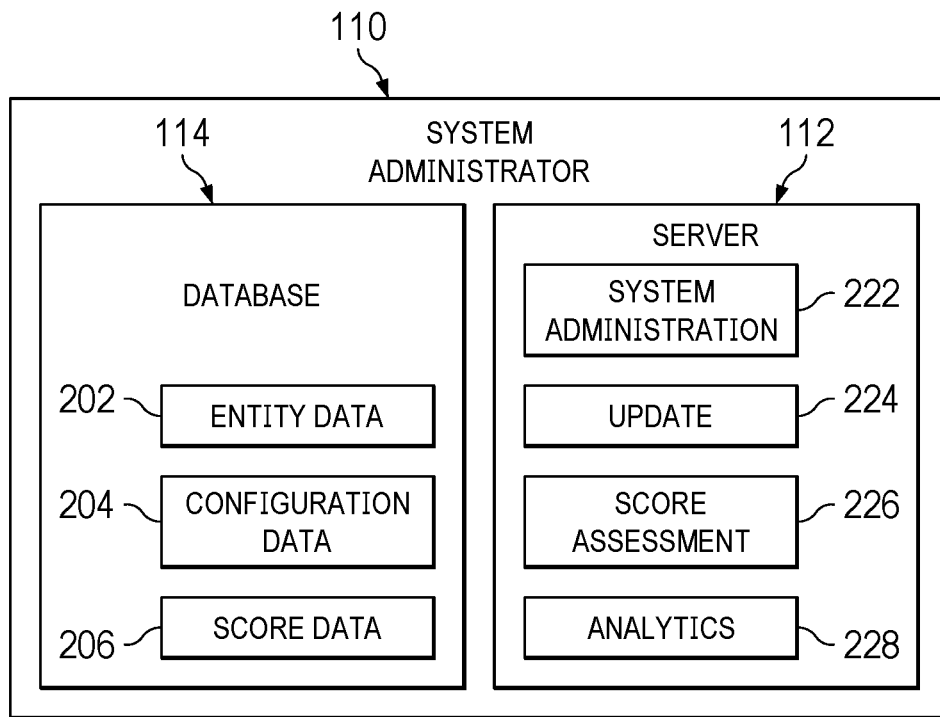 110
114
SYSTEM
ADMINISTRATOR
112
DATABASE
202
ENTITY DATA
204
CONFIGURATION
DATA
206
SCORE DATA
SERVER
SYSTEM
ADMINISTRATION
222
UPDATE
224
SCORE
ASSESSMENT
226
ANALYTICS
228